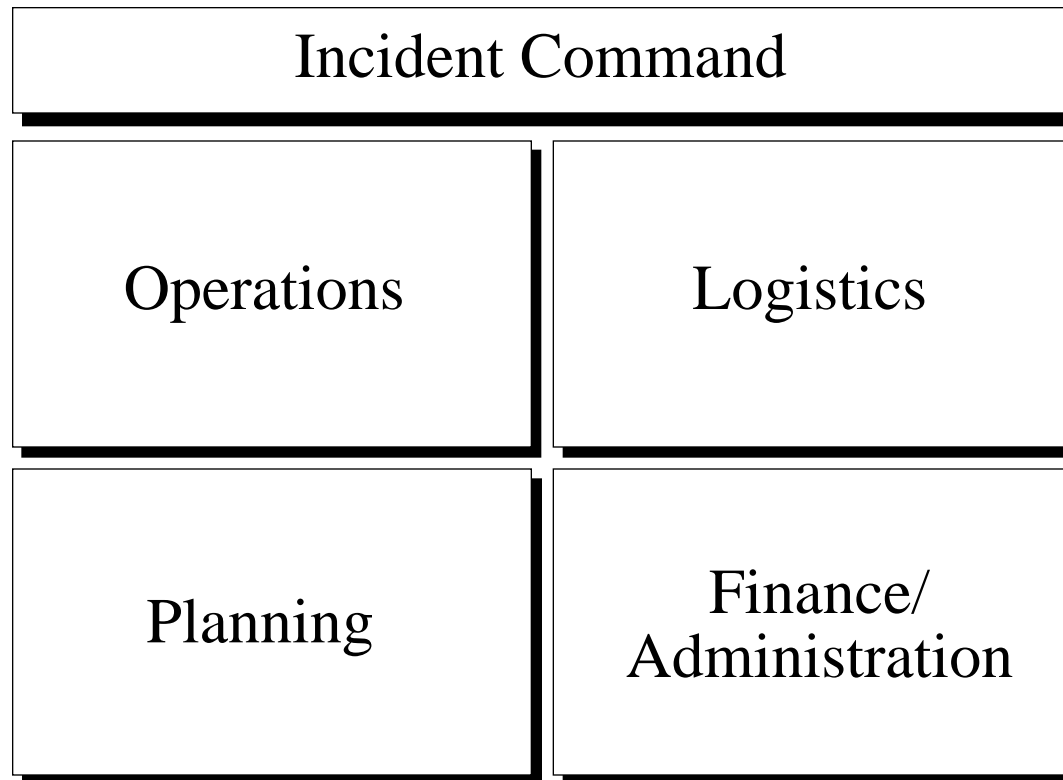 Incident Command
Operations
Logistics
Planning
Finance/
Administration